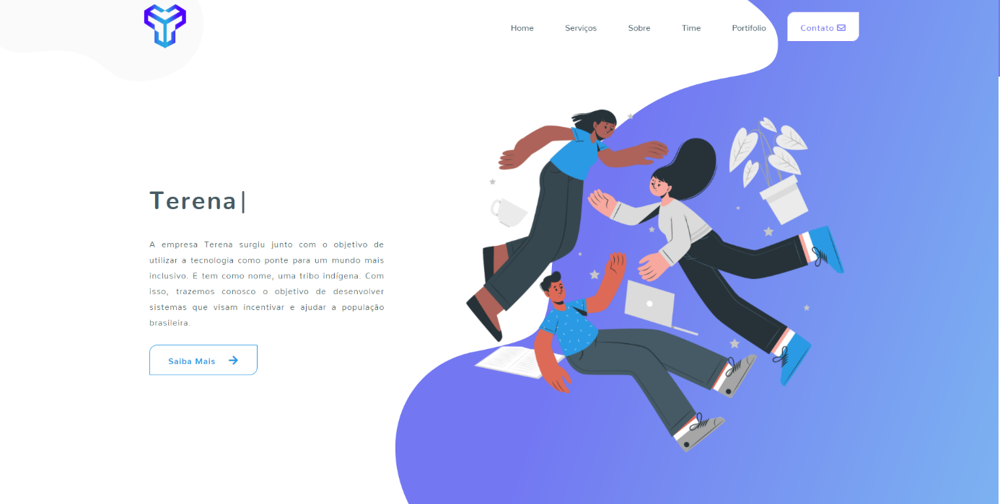 Home Serviços Sobre Time Portifolio Contato
Terena|
A empresa Terena surgiu junto com o objetivo de
utilizar a tecnologia como ponte para um mundo mais
inclusivo. E tem como nome, uma tribo indígena. Com
isso, trazemos conosco o objetivo de desenvolver
sistemas que visam incentivar e ajudar a população
brasileira.
Saiba Mais